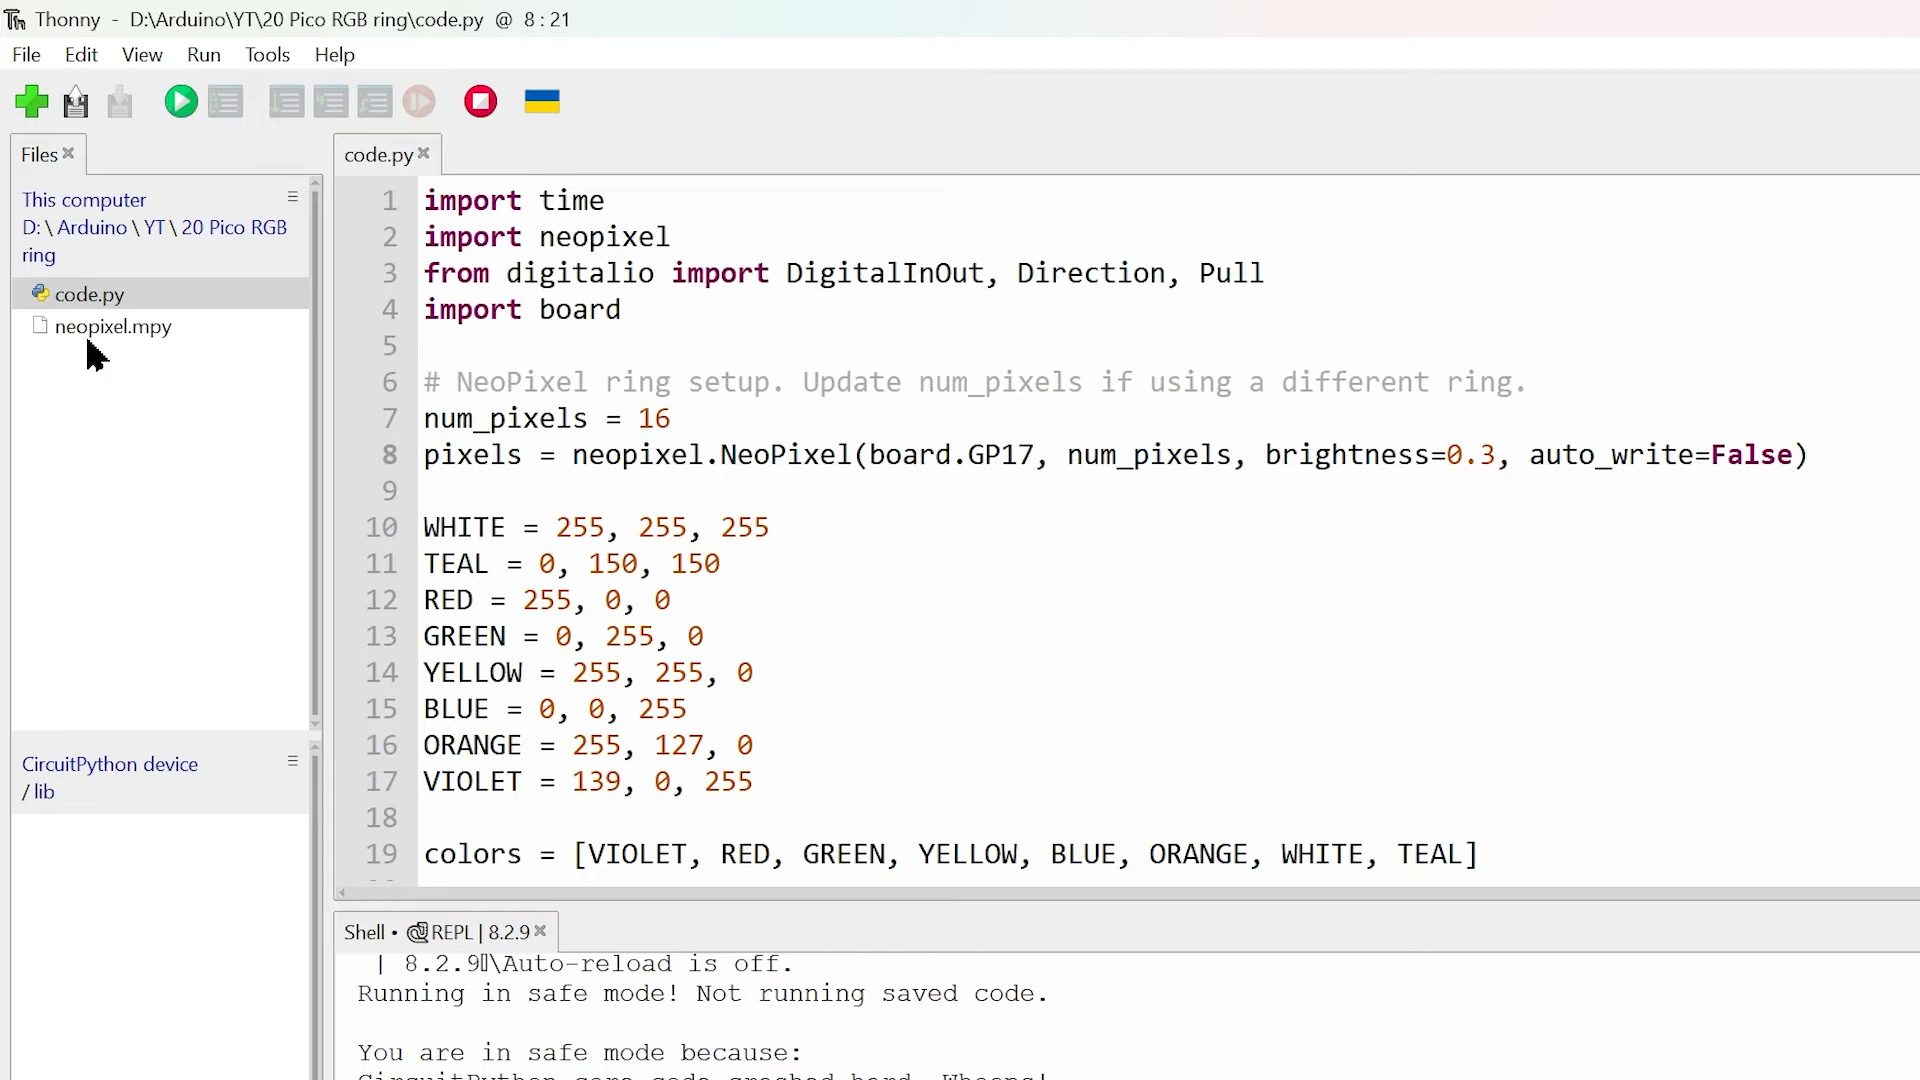 Thonny - D:\Arduino\YT\20 Pico RGB ring\code.py @ 8 : 21
File Edit View Run Tools Help
Files
code.py
This computer
D: \ Arduino \ YT \ 20 Pico RGB
ring
code.py
neopixel.mpy
CircuitPython device
/ lib
1 import time
2 import neopixel
3 from digitalio import DigitalInOut, Direction, Pull
4 import board
5
6 # NeoPixel ring setup. Update num_pixels if using a different ring.
7 num_pixels = 16
8 pixels = neopixel.NeoPixel(board.GP17, num_pixels, brightness=0.3, auto_write=False)
9
10 WHITE = 255, 255, 255
11 TEAL = 0, 150, 150
12 RED = 255, 0, 0
13 GREEN = 0, 255, 0
14 YELLOW = 255, 255, 0
15 BLUE = 0, 0, 255
16 ORANGE = 255, 127, 0
17 VIOLET = 139, 0, 255
18
19 colors = [VIOLET, RED, GREEN, YELLOW, BLUE, ORANGE, WHITE, TEAL]
Shell • REPL | 8.2.9
| 8.2.9\Auto-reload is off.
Running in safe mode! Not running saved code.
You are in safe mode because:
CircuitPython core code crashed hard. Whoops!